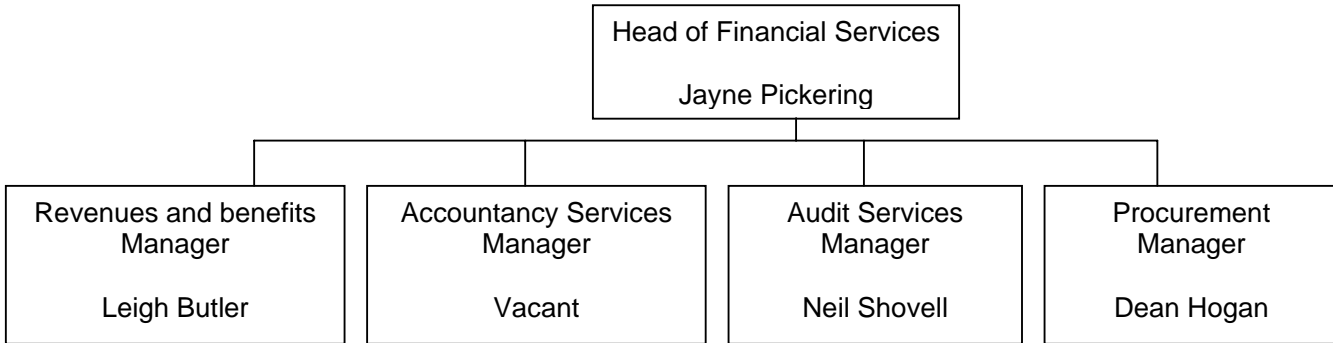 Head of Financial Services
Jayne Pickering
Revenues and benefits
Manager
Leigh Butler
Accountancy Services
Manager
Vacant
Audit Services
Manager
Neil Shovell
Procurement
Manager
Dean Hogan